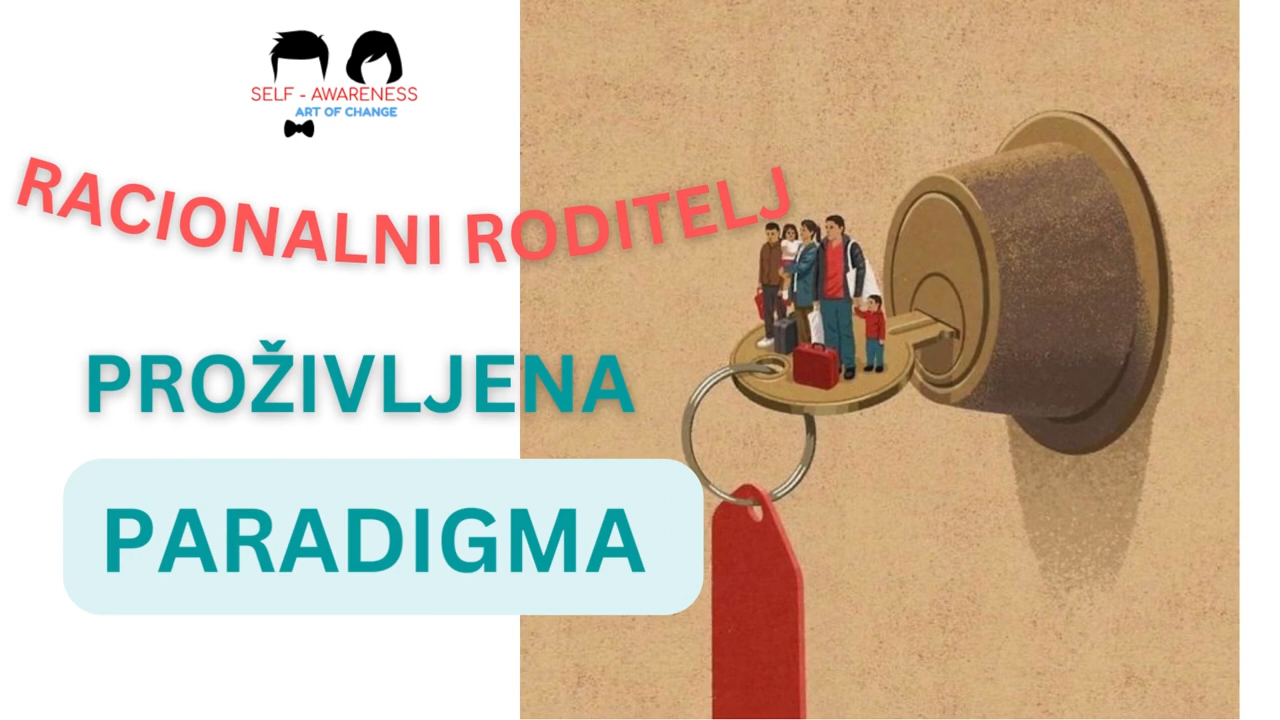 SELF - AWARENESS
ART OF CHANGE
RACIONALNI RODITELJ
PROŽIVLJENA
PARADIGMA